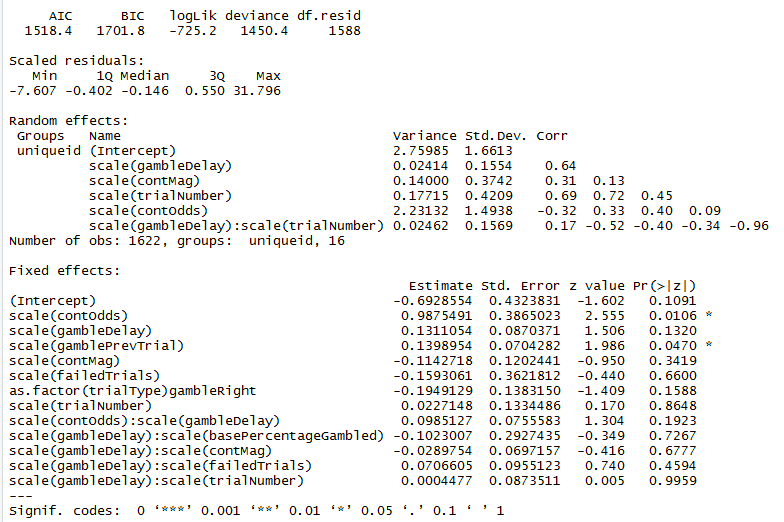 AIC BIC logLik deviance df.resid
1518.4 1701.8 -725.2 1450.4 1588
Scaled residuals:
Min 1Q Median 3Q Max
-7.607 -0.402 -0.146 0.550 31.796
Random effects:
Groups Name Variance Std.Dev. Corr
uniqueid (Intercept) 2.75985 1.6613
scale(gambleDelay) 0.02414 0.1554 0.64
scale(contMag) 0.14000 0.3742 0.31 0.13
scale(trialNumber) 0.17715 0.4209 0.69 0.72 0.45
scale(contOdds) 2.23132 1.4938 -0.32 0.33 0.40 0.09
scale(gambleDelay):scale(trialNumber) 0.02462 0.1569 0.17 -0.52 -0.40 -0.34 -0.96
Number of obs: 1622, groups: uniqueid, 16
Fixed effects:
Estimate Std. Error z value Pr(>|z|)
(Intercept) -0.6928554 0.4323831 -1.602 0.1091
scale(contOdds) 0.9875491 0.3865023 2.555 0.0106 *
scale(gambleDelay) 0.1311054 0.0870371 1.506 0.1320
scale(gamblePrevTrial) 0.1398954 0.0704282 1.986 0.0470 *
scale(contMag) -0.1142718 0.1202441 -0.950 0.3419
scale(failedTrials) -0.1593061 0.3621812 -0.440 0.6600
as.factor(trialType)gambleRight -0.1949129 0.1383150 -1.409 0.1588
scale(trialNumber) 0.0227148 0.1334486 0.170 0.8648
scale(contOdds):scale(gambleDelay) 0.0985127 0.0755583 1.304 0.1923
scale(gambleDelay):scale(basePercentageGambled) -0.1023007 0.2927435 -0.349 0.7267
scale(gambleDelay):scale(contMag) -0.0289754 0.0697157 -0.416 0.6777
scale(gambleDelay):scale(failedTrials) 0.0706605 0.0955123 0.740 0.4594
scale(gambleDelay):scale(trialNumber) 0.0004477 0.0873511 0.005 0.9959
---
Signif. codes: 0 ‘***’ 0.001 ‘**’ 0.01 ‘*’ 0.05 ‘.’ 0.1 ‘ ’ 1